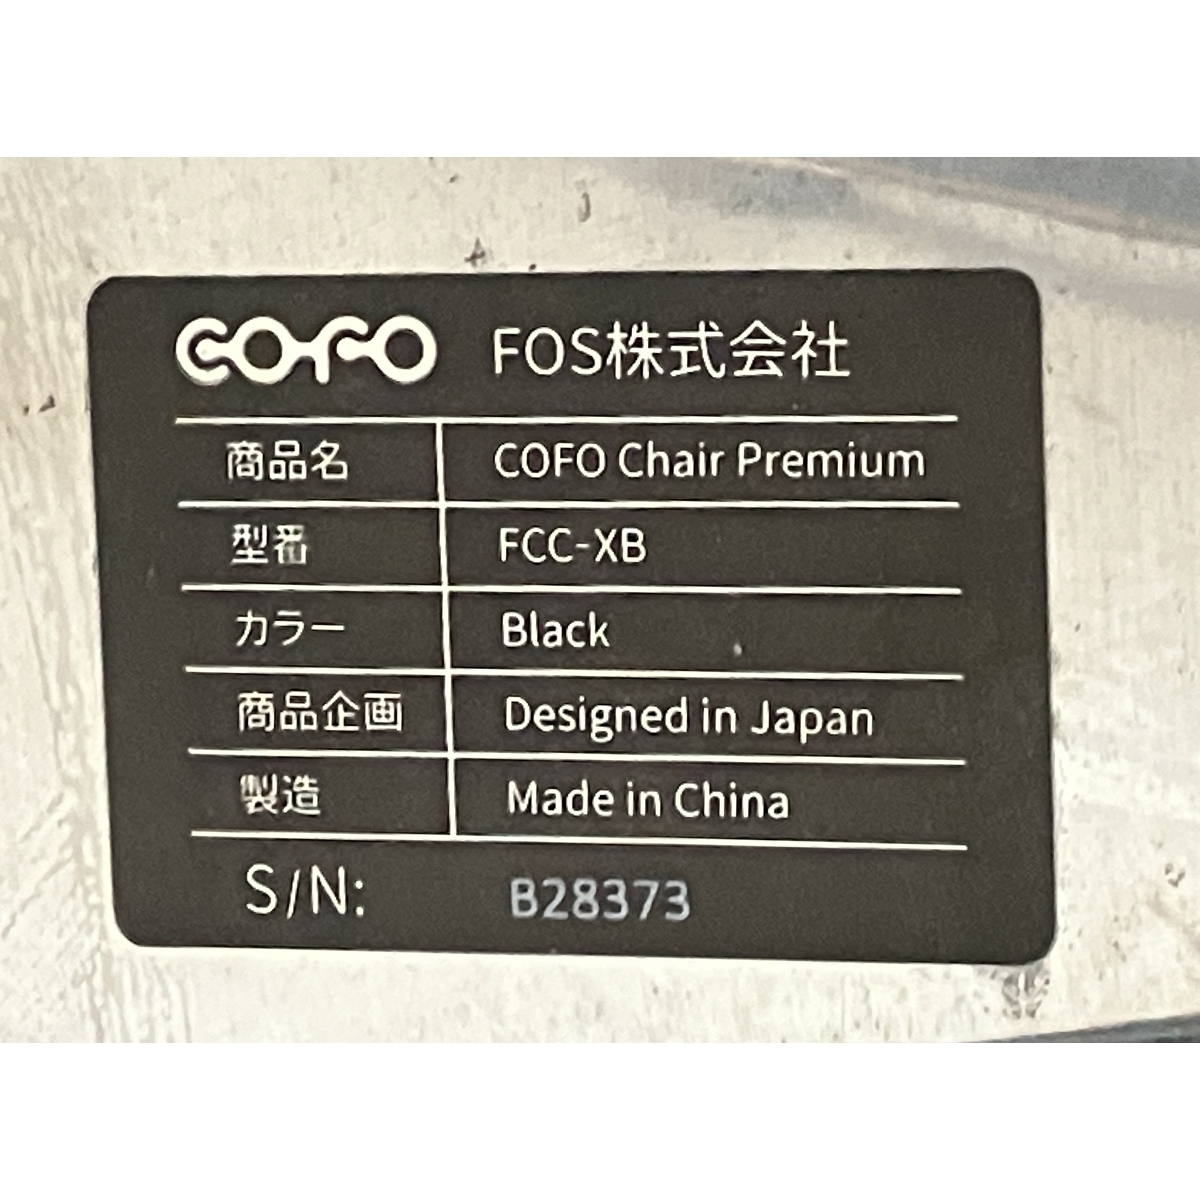 COFO FOS株式会社
商品名 COFO Chair Premium
型番 FCC-XB
カラー Black
商品企画 Designed in Japan
製造 Made in China
S/N: B28373